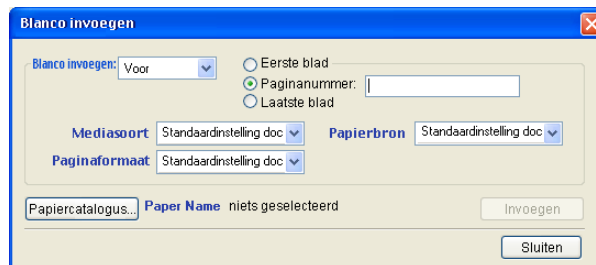 Blanco invoegen
Blanco invoegen: Voor
Eerste blad
Paginanummer:
Laatste blad
Mediasoort Standaardinstelling doc Papierbron Standaardinstelling doc
Paginaformaat Standaardinstelling doc
Papiercatalogus... Paper Name niets geselecteerd Invoegen
Sluiten